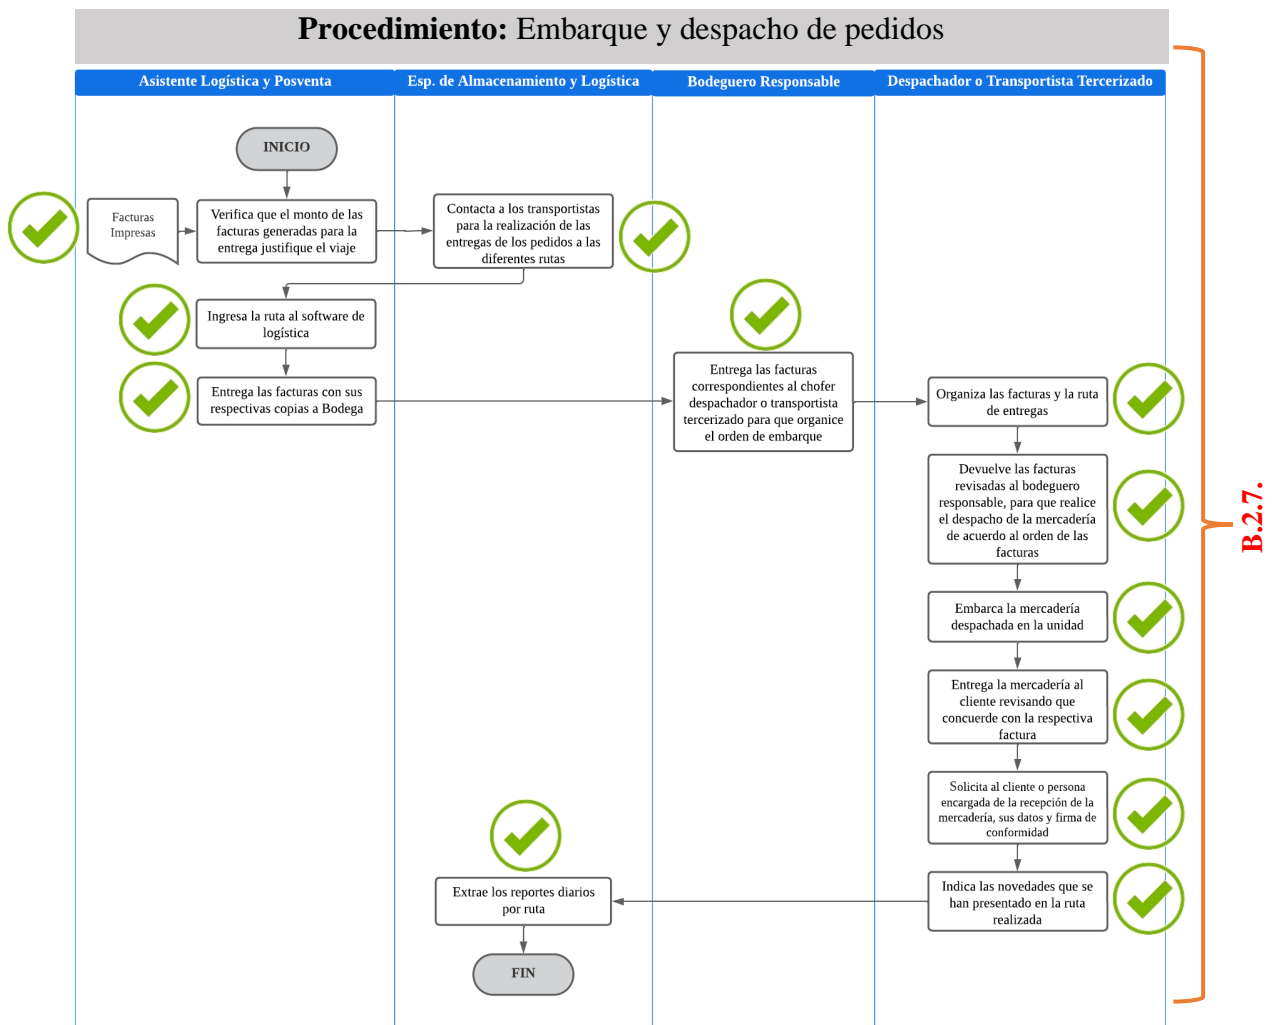 Procedimiento: Embarque y despacho de pedidos
Asistente Logística y Posventa
Esp. de Almacenamiento y Logística
Bodeguero Responsable
Despachador o Transportista Tercerizado
INICIO
Facturas
Impresas
Verifica que el monto de las
facturas generadas para la
entrega justifique el viaje
Contacta a los transportistas
para la realización de las
entregas de los pedidos a las
diferentes rutas
Ingresa la ruta al software de
logística
Entrega las facturas con sus
respectivas copias a Bodega
Entrega las facturas
correspondientes al chofer
despachador o transportista
tercerizado para que organice
el orden de embarque
Organiza las facturas y la ruta
de entregas
Devuelve las facturas
revisadas al bodeguero
responsable, para que realice
el despacho de la mercadería
de acuerdo al orden de las
facturas
Embarca la mercadería
despachada en la unidad
Entrega la mercadería al
cliente revisando que
concuerde con la respectiva
factura
Solicita al cliente o persona
encargada de la recepción de la
mercadería, sus datos y firma de
conformidad
Indica las novedades que se
han presentado en la ruta
realizada
Extrae los reportes diarios
por ruta
FIN
B.2.7.